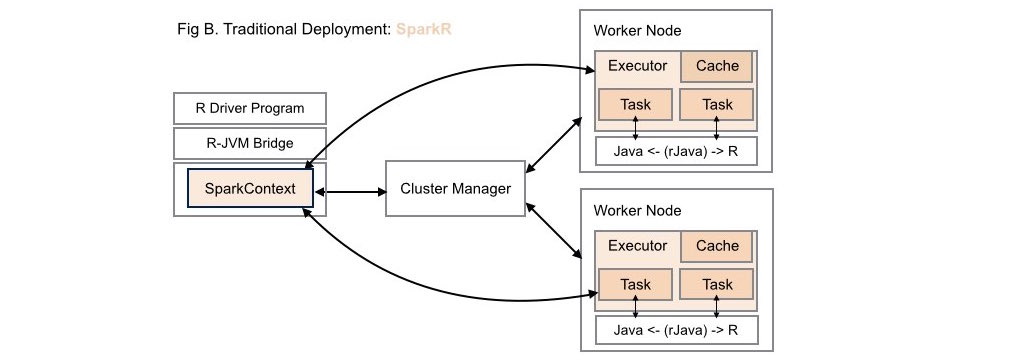 Fig B. Traditional Deployment: SparkR
R Driver Program
R-JVM Bridge
SparkContext
Cluster Manager
Worker Node
Executor
Cache
Task
Task
Java <- (rJava) -> R
Worker Node
Executor
Cache
Task
Task
Java <- (rJava) -> R